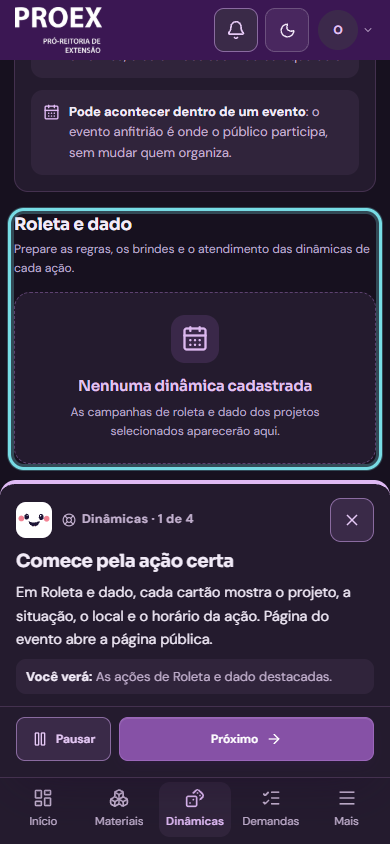 PROEX
PRÓ-REITORIA DE
EXTENSÃO
O
Pode acontecer dentro de um evento: o
evento anfitrião é onde o público participa,
sem mudar quem organiza.
Roleta e dado
Prepare as regras, os brindes e o atendimento das dinâmicas de
cada ação.
Nenhuma dinâmica cadastrada
As campanhas de roleta e dado dos projetos
selecionados aparecerão aqui.
Dinâmicas · 1 de 4
Comece pela ação certa
Em Roleta e dado, cada cartão mostra o projeto, a
situação, o local e o horário da ação. Página do
evento abre a página pública.
Você verá: As ações de Roleta e dado destacadas.
Pausar
Próximo
Início
Materiais
Dinâmicas
Demandas
Mais